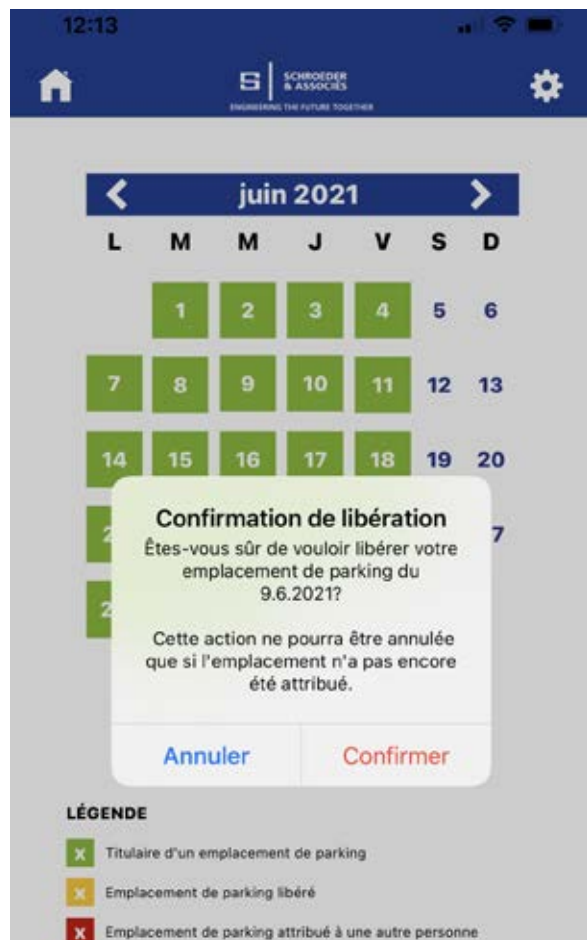 12:13
S SCHROEDER
& ASSOCIÉS
ENGINEERING THE FUTURE TOGETHER
juin 2021
L M M J V S D
1 2 3 4 5 6
7 8 9 10 11 12 13
14 15 16 17 18 19 20
2 7
2
Confirmation de libération
Êtes-vous sûr de vouloir libérer votre
emplacement de parking du
9.6.2021?
Cette action ne pourra être annulée
que si l'emplacement n'a pas encore
été attribué.
Annuler Confirmer
LÉGENDE
X Titulaire d'un emplacement de parking
X Emplacement de parking libéré
X Emplacement de parking attribué à une autre personne